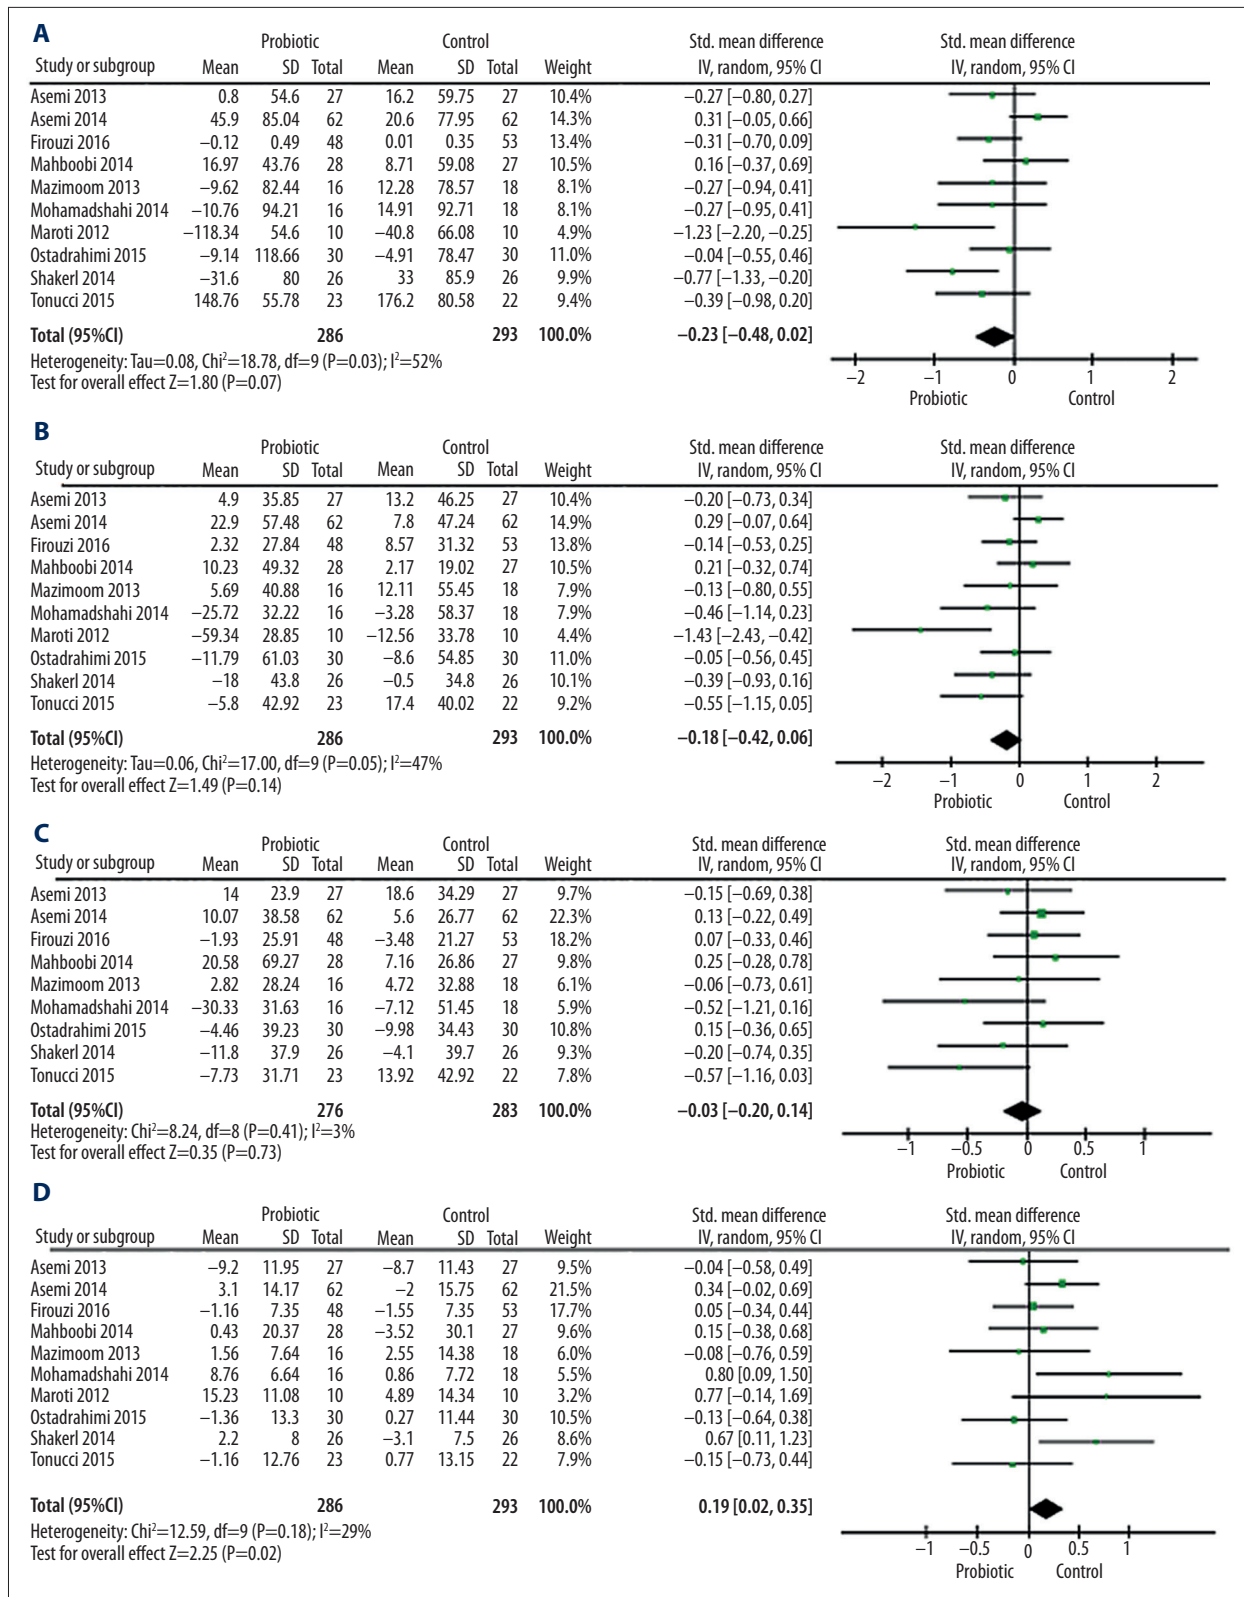 A
Probiotic Control Std. mean difference Std. mean difference
Study or subgroup Mean SD Total Mean SD Total Weight IV, random, 95% CI IV, random, 95% CI
Asemi 2013 0.8 54.6 27 16.2 59.75 27 10.4% −0.27 [−0.80, 0.27]
Asemi 2014 45.9 85.04 62 20.6 77.95 62 14.3% 0.31 [−0.05, 0.66]
Firouzi 2016 −0.12 0.49 48 0.01 0.35 53 13.4% −0.31 [−0.70, 0.09]
Mahboobi 2014 16.97 43.76 28 8.71 59.08 27 10.5% 0.16 [−0.37, 0.69]
Mazimoom 2013 −9.62 82.44 16 12.28 78.57 18 8.1% −0.27 [−0.94, 0.41]
Mohamadshahi 2014 −10.76 94.21 16 14.91 92.71 18 8.1% −0.27 [−0.95, 0.41]
Maroti 2012 −118.34 54.6 10 −40.8 66.08 10 4.9% −1.23 [−2.20, −0.25]
Ostadrahimi 2015 −9.14 118.66 30 −4.91 78.47 30 11.0% −0.04 [−0.55, 0.46]
Shakerl 2014 −31.6 80 26 33 85.9 26 9.9% −0.77 [−1.33, −0.20]
Tonucci 2015 148.76 55.78 23 176.2 80.58 22 9.4% −0.39 [−0.98, 0.20]
Total (95%CI) 286 293 100.0% −0.23 [−0.48, 0.02]
Heterogeneity: Tau=0.08, Chi²=18.78, df=9 (P=0.03); I²=52%
Test for overall effect Z=1.80 (P=0.07)
−2 −1 0 1 2
Probiotic Control
B
Probiotic Control Std. mean difference Std. mean difference
Study or subgroup Mean SD Total Mean SD Total Weight IV, random, 95% CI IV, random, 95% CI
Asemi 2013 4.9 35.85 27 13.2 46.25 27 10.4% −0.20 [−0.73, 0.34]
Asemi 2014 22.9 57.48 62 7.8 47.24 62 14.9% 0.29 [−0.07, 0.64]
Firouzi 2016 2.32 27.84 48 8.57 31.32 53 13.8% −0.14 [−0.53, 0.25]
Mahboobi 2014 10.23 49.32 28 2.17 19.02 27 10.5% 0.21 [−0.32, 0.74]
Mazimoom 2013 5.69 40.88 16 12.11 55.45 18 7.9% −0.13 [−0.80, 0.55]
Mohamadshahi 2014 −25.72 32.22 16 −3.28 58.37 18 7.9% −0.46 [−1.14, 0.23]
Maroti 2012 −59.34 28.85 10 −12.56 33.78 10 4.4% −1.43 [−2.43, −0.42]
Ostadrahimi 2015 −11.79 61.03 30 −8.6 54.85 30 11.0% −0.05 [−0.56, 0.45]
Shakerl 2014 −18 43.8 26 −0.5 34.8 26 10.1% −0.39 [−0.93, 0.16]
Tonucci 2015 −5.8 42.92 23 17.4 40.02 22 9.2% −0.55 [−1.15, 0.05]
Total (95%CI) 286 293 100.0% −0.18 [−0.42, 0.06]
Heterogeneity: Tau=0.06, Chi²=17.00, df=9 (P=0.05); I²=47%
Test for overall effect Z=1.49 (P=0.14)
−2 −1 0 1 2
Probiotic Control
C
Probiotic Control Std. mean difference Std. mean difference
Study or subgroup Mean SD Total Mean SD Total Weight IV, random, 95% CI IV, random, 95% CI
Asemi 2013 14 23.9 27 18.6 34.29 27 9.7% −0.15 [−0.69, 0.38]
Asemi 2014 10.07 38.58 62 5.6 26.77 62 22.3% 0.13 [−0.22, 0.49]
Firouzi 2016 −1.93 25.91 48 −3.48 21.27 53 18.2% 0.07 [−0.33, 0.46]
Mahboobi 2014 20.58 69.27 28 7.16 26.86 27 9.8% 0.25 [−0.28, 0.78]
Mazimoom 2013 2.82 28.24 16 4.72 32.88 18 6.1% −0.06 [−0.73, 0.61]
Mohamadshahi 2014 −30.33 31.63 16 −7.12 51.45 18 5.9% −0.52 [−1.21, 0.16]
Ostadrahimi 2015 −4.46 39.23 30 −9.98 34.43 30 10.8% 0.15 [−0.36, 0.65]
Shakerl 2014 −11.8 37.9 26 −4.1 39.7 26 9.3% −0.20 [−0.74, 0.35]
Tonucci 2015 −7.73 31.71 23 13.92 42.92 22 7.8% −0.57 [−1.16, 0.03]
Total (95%CI) 276 283 100.0% −0.03 [−0.20, 0.14]
Heterogeneity: Chi²=8.24, df=8 (P=0.41); I²=3%
Test for overall effect Z=0.35 (P=0.73)
−1 −0.5 0 0.5 1
Probiotic Control
D
Probiotic Control Std. mean difference Std. mean difference
Study or subgroup Mean SD Total Mean SD Total Weight IV, random, 95% CI IV, random, 95% CI
Asemi 2013 −9.2 11.95 27 −8.7 11.43 27 9.5% −0.04 [−0.58, 0.49]
Asemi 2014 3.1 14.17 62 −2 15.75 62 21.5% 0.34 [−0.02, 0.69]
Firouzi 2016 −1.16 7.35 48 −1.55 7.35 53 17.7% 0.05 [−0.34, 0.44]
Mahboobi 2014 0.43 20.37 28 −3.52 30.1 27 9.6% 0.15 [−0.38, 0.68]
Mazimoom 2013 1.56 7.64 16 2.55 14.38 18 6.0% −0.08 [−0.76, 0.59]
Mohamadshahi 2014 8.76 6.64 16 0.86 7.72 18 5.5% 0.80 [0.09, 1.50]
Maroti 2012 15.23 11.08 10 4.89 14.34 10 3.2% 0.77 [−0.14, 1.69]
Ostadrahimi 2015 −1.36 13.3 30 0.27 11.44 30 10.5% −0.13 [−0.64, 0.38]
Shakerl 2014 2.2 8 26 −3.1 7.5 26 8.6% 0.67 [0.11, 1.23]
Tonucci 2015 −1.16 12.76 23 0.77 13.15 22 7.9% −0.15 [−0.73, 0.44]
Total (95%CI) 286 293 100.0% 0.19 [0.02, 0.35]
Heterogeneity: Chi²=12.59, df=9 (P=0.18); I²=29%
Test for overall effect Z=2.25 (P=0.02)
−1 −0.5 0 0.5 1
Probiotic Control